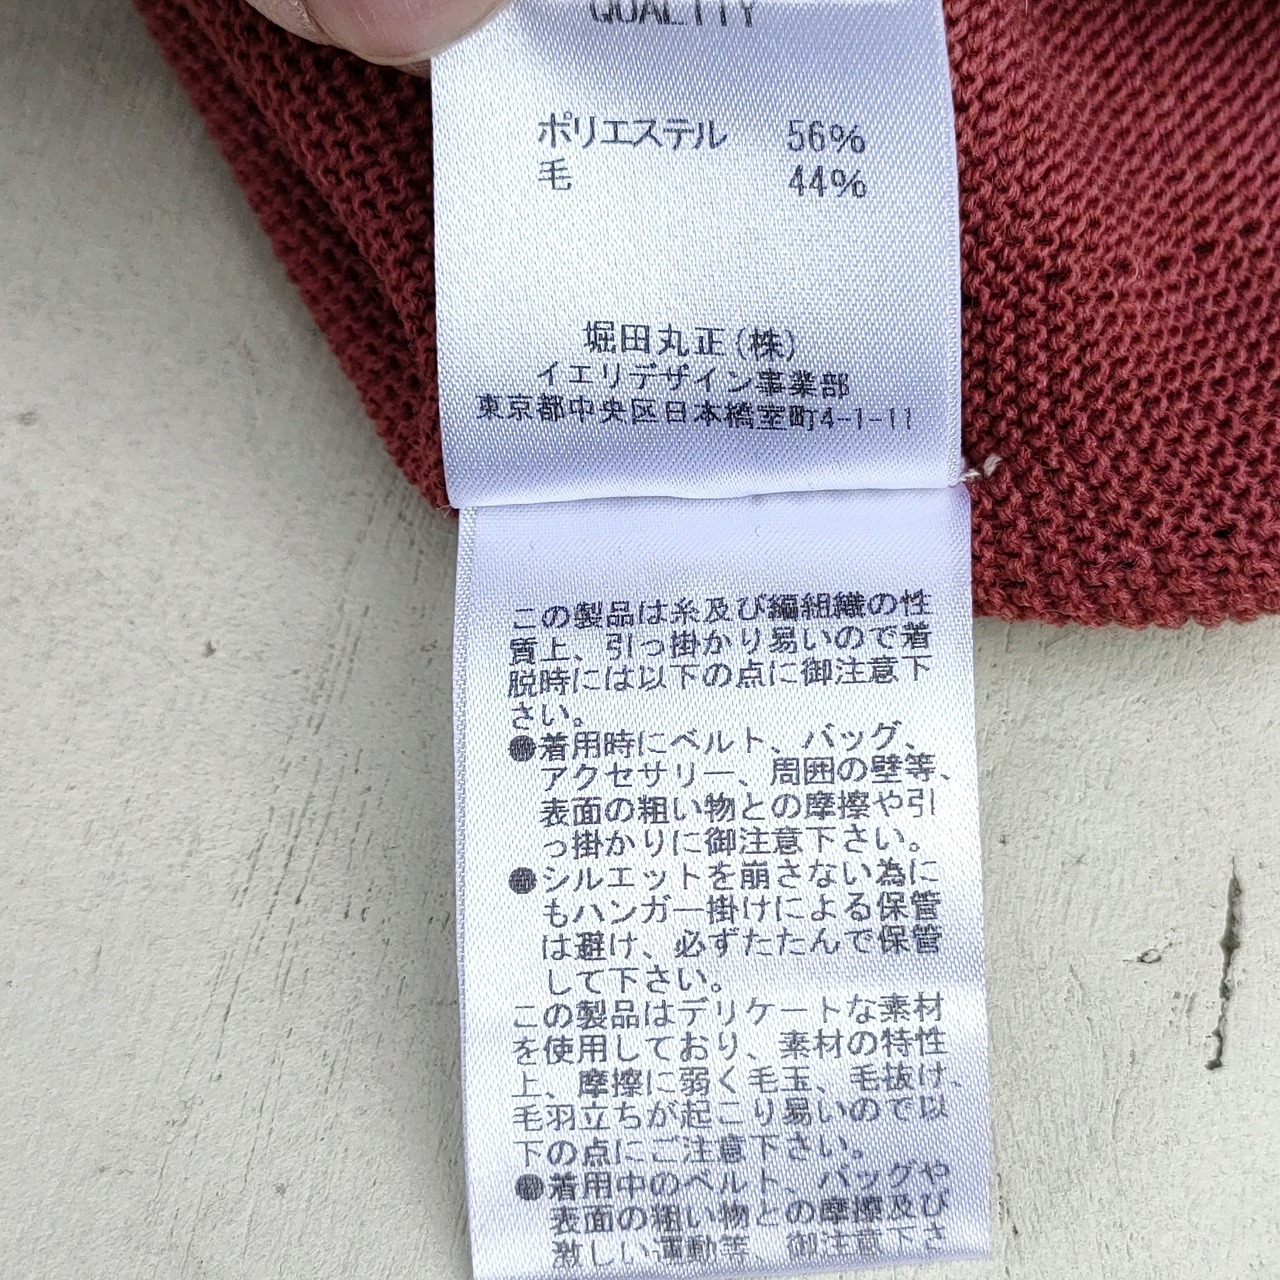 QUALITY
ポリエステル 56%
毛 44%
堀田丸正(株)
イエリデザイン事業部
東京都中央区日本橋室町4-1-11
この製品は糸及び編組織の性
質上、引っ掛かり易いので着
脱時には以下の点に御注意下
さい。
●着用時にベルト、バッグ、
アクセサリー、周囲の壁等、
表面の粗い物との摩擦や引
っ掛かりに御注意下さい。
●シルエットを崩さない為に
もハンガー掛けによる保管
は避け、必ずたたんで保管
して下さい。
この製品はデリケートな素材
を使用しており、素材の特性
上、摩擦に弱く毛玉、毛抜け、
毛羽立ちが起こり易いので以
下の点にご注意下さい。
●着用中のベルト、バッグや
表面の粗い物との摩擦及び
激しい運動等、御注意下さ